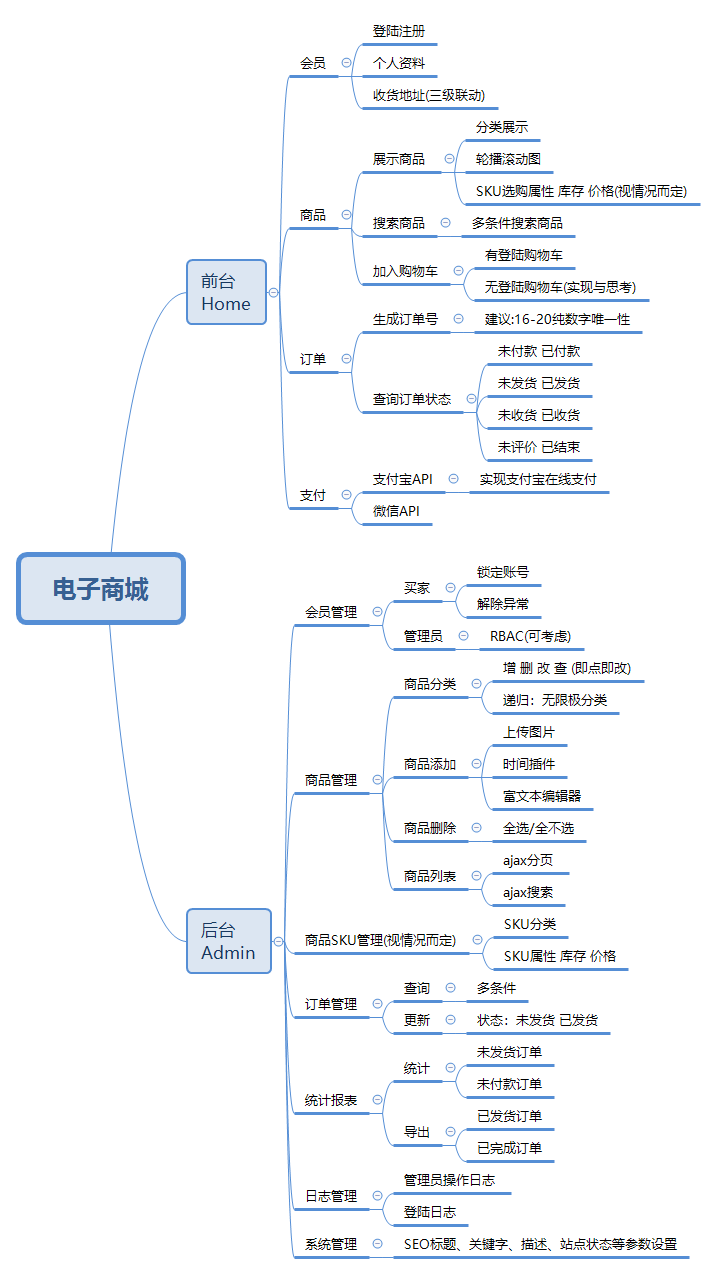 电子商城
前台
Home
会员
登陆注册
个人资料
收货地址(三级联动)
商品
展示商品
分类展示
轮播滚动图
SKU选购属性 库存 价格(视情况而定)
搜索商品
多条件搜索商品
加入购物车
有登陆购物车
无登陆购物车(实现与思考)
订单
生成订单号
建议:16-20纯数字唯一性
查询订单状态
未付款 已付款
未发货 已发货
未收货 已收货
未评价 已结束
支付
支付宝API
实现支付宝在线支付
微信API
后台
Admin
会员管理
买家
锁定账号
解除异常
管理员
RBAC(可考虑)
商品管理
商品分类
增 删 改 查 (即点即改)
递归：无限极分类
商品添加
上传图片
时间插件
富文本编辑器
商品删除
全选/全不选
商品列表
ajax分页
ajax搜索
商品SKU管理(视情况而定)
SKU分类
SKU属性 库存 价格
订单管理
查询
多条件
更新
状态：未发货 已发货
统计报表
统计
未发货订单
未付款订单
导出
已发货订单
已完成订单
日志管理
管理员操作日志
登陆日志
系统管理
SEO标题、关键字、描述、站点状态等参数设置